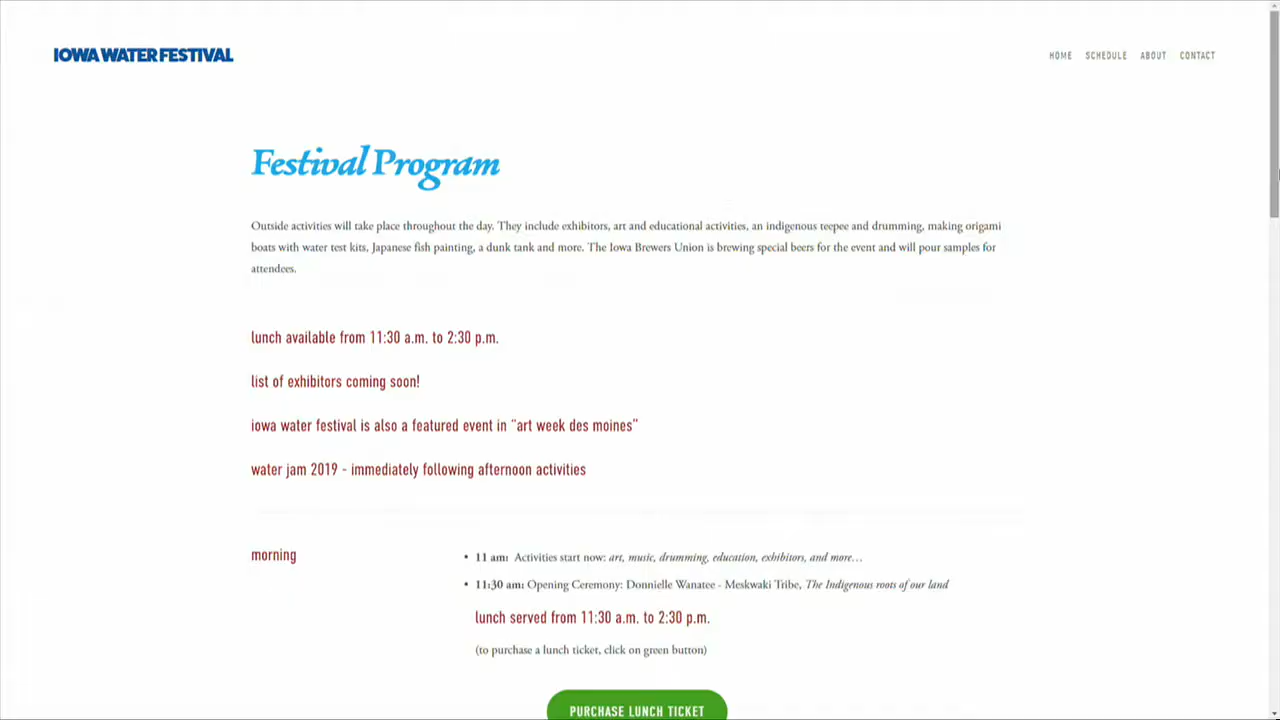 IOWA WATER FESTIVAL
HOME SCHEDULE ABOUT CONTACT
Festival Program
Outside activities will take place throughout the day. They include exhibitors, art and educational activities, an indigenous teepee and drumming, making origami
boats with water test kits, Japanese fish painting, a dunk tank and more. The Iowa Brewers Union is brewing special beers for the event and will pour samples for
attendees.
lunch available from 11:30 a.m. to 2:30 p.m.
list of exhibitors coming soon!
iowa water festival is also a featured event in "art week des moines"
water jam 2019 - immediately following afternoon activities
morning
• 11 am: Activities start now: art, music, drumming, education, exhibitors, and more…
• 11:30 am: Opening Ceremony: Donnielle Wanatee - Meskwaki Tribe, The Indigenous roots of our land
lunch served from 11:30 a.m. to 2:30 p.m.
(to purchase a lunch ticket, click on green button)
PURCHASE LUNCH TICKET